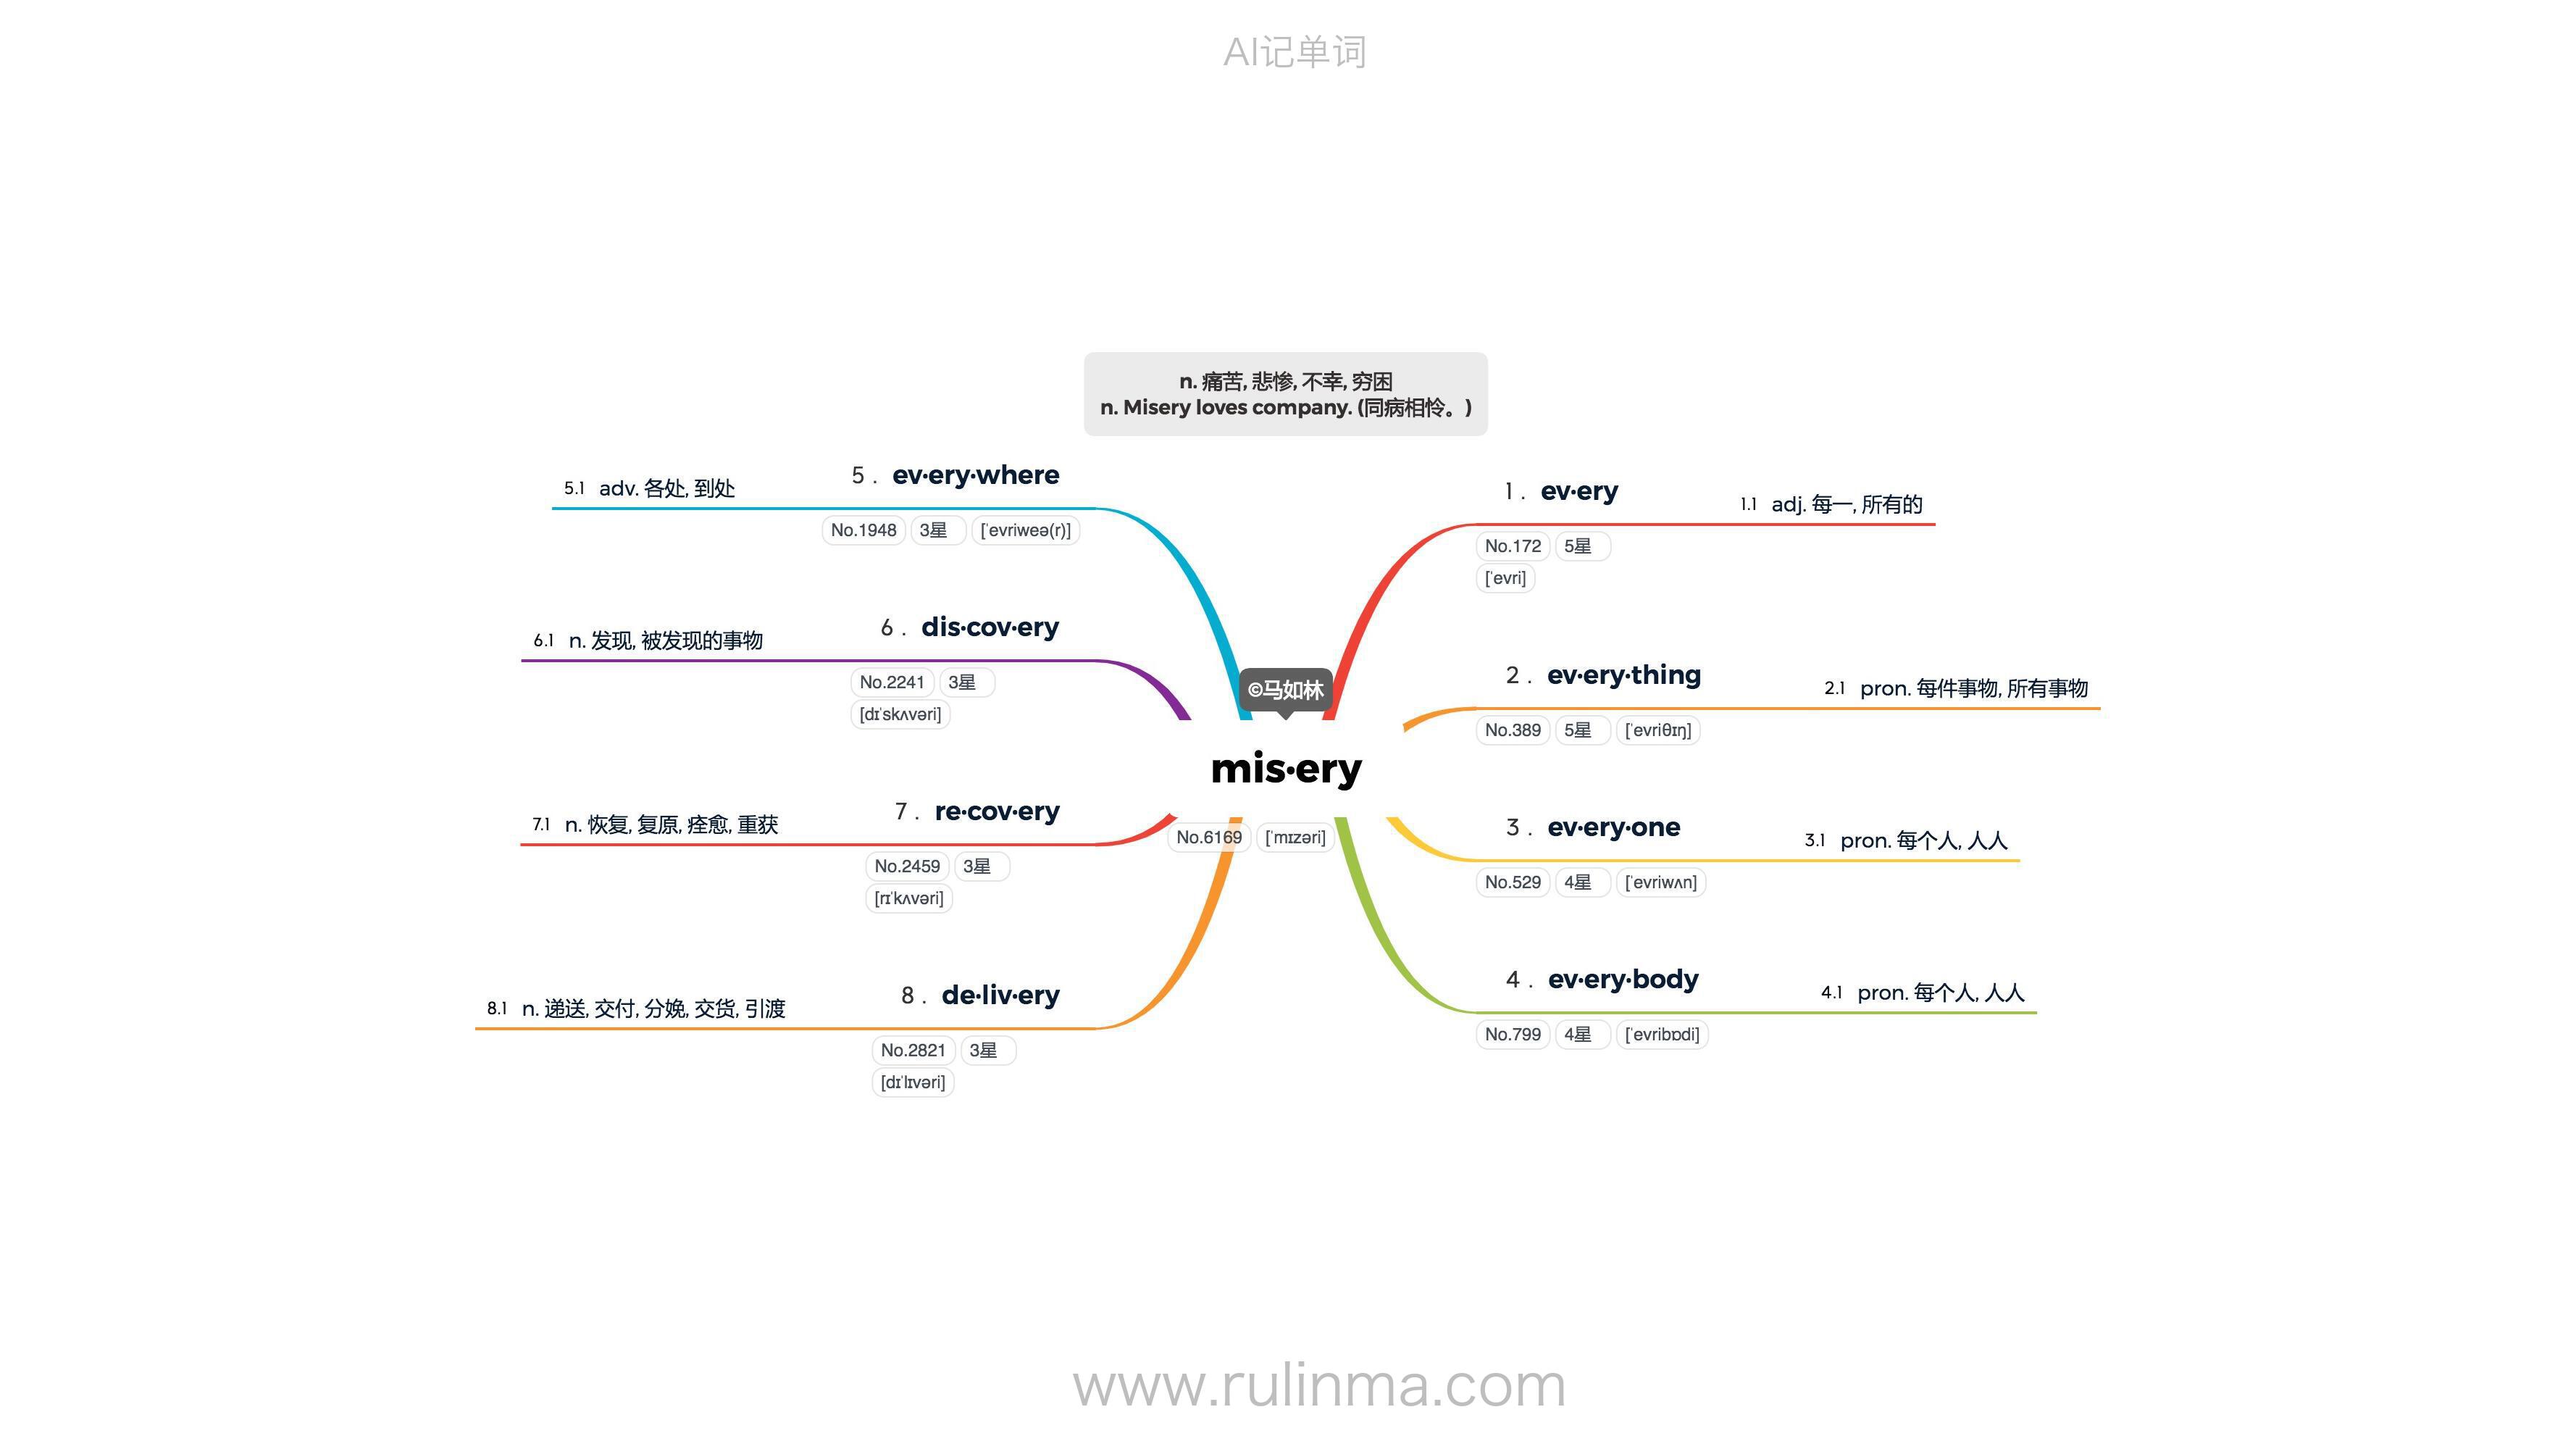 AI记单词
n. 痛苦, 悲惨, 不幸, 穷困
n. Misery loves company. (同病相怜。)
©马如林
mis·ery
No.6169 [ˈmɪzəri]
1 . ev·ery
No.172 5星
[ˈevri]
1.1 adj. 每一, 所有的
2 . ev·ery·thing
No.389 5星 [ˈevriθɪŋ]
2.1 pron. 每件事物, 所有事物
3 . ev·ery·one
No.529 4星 [ˈevriwʌn]
3.1 pron. 每个人, 人人
4 . ev·ery·body
No.799 4星 [ˈevribɒdi]
4.1 pron. 每个人, 人人
5 . ev·ery·where
No.1948 3星 [ˈevriweə(r)]
5.1 adv. 各处, 到处
6 . dis·cov·ery
No.2241 3星
[dɪˈskʌvəri]
6.1 n. 发现, 被发现的事物
7 . re·cov·ery
No.2459 3星
[rɪˈkʌvəri]
7.1 n. 恢复, 复原, 痊愈, 重获
8 . de·liv·ery
No.2821 3星
[dɪˈlɪvəri]
8.1 n. 递送, 交付, 分娩, 交货, 引渡
www.rulinma.com